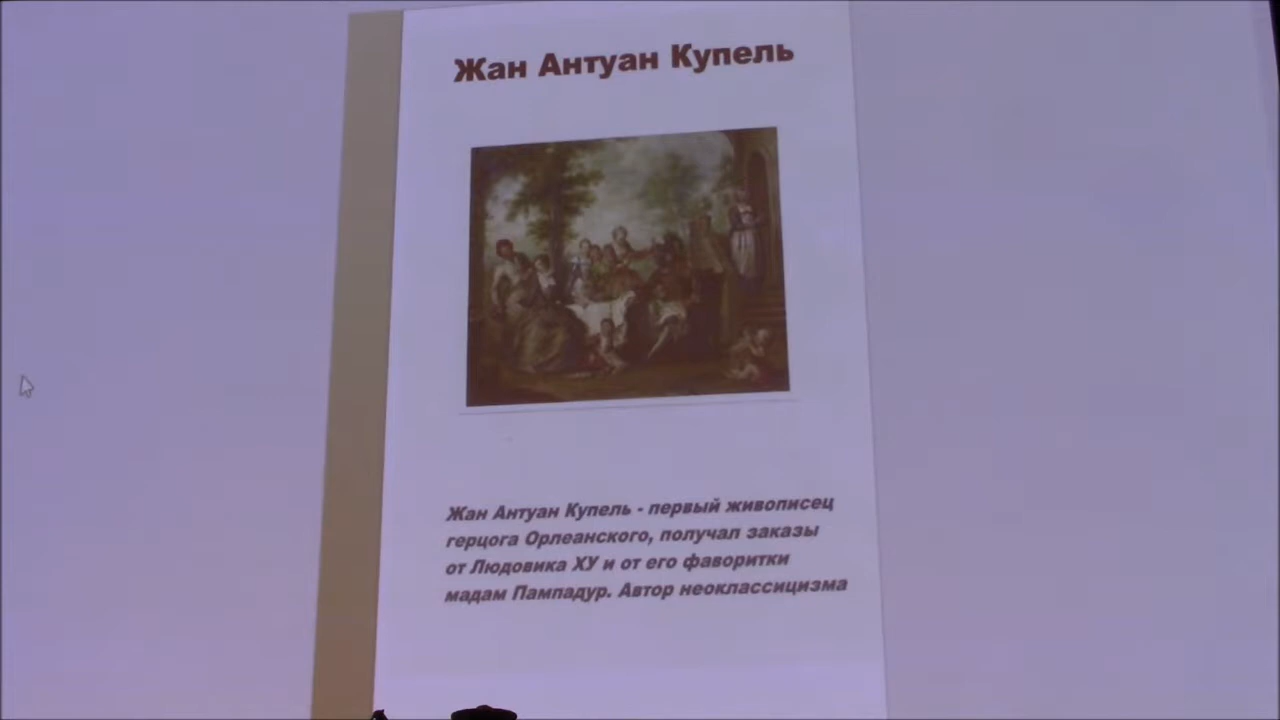 Жан Антуан Купель
Жан Антуан Купель - первый живописец
герцога Орлеанского, получал заказы
от Людовика ХУ и от его фаворитки
мадам Пампадур. Автор неоклассицизма